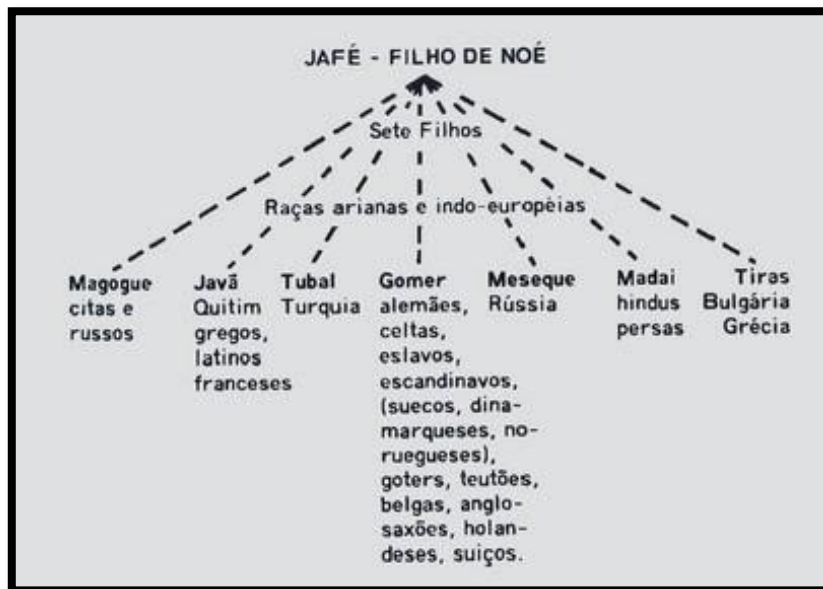 JAFÉ - FILHO DE NOÉ
Sete Filhos
Raças arianas e indo-européias
Magogue
citas e
russos
Javã
Quitim
gregos,
latinos
franceses
Tubal
Turquia
Gomer
alemães,
celtas,
eslavos,
escandinavos,
(suecos, dina-
marqueses, no-
ruegueses),
goters, teutões,
belgas, anglo-
saxões, holan-
deses, suiços.
Meseque
Rússia
Madai
hindus
persas
Tiras
Bulgária
Grécia